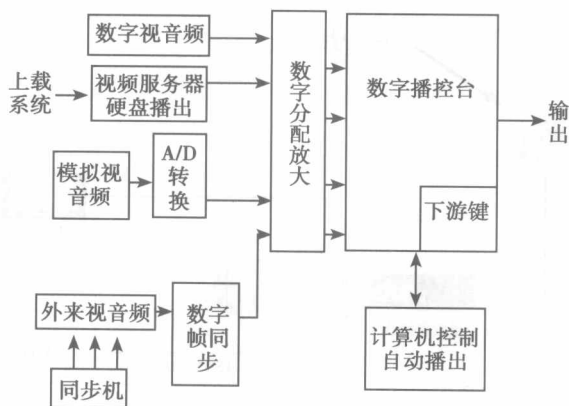 数字视音频
上载
系统
视频服务器
硬盘播出
模拟视
音频
A/D
转
换
外来视音频
数字
帧同
步
同步机
数字分配放大
数字播控台
下游键
输出
计算机控制
自动播出